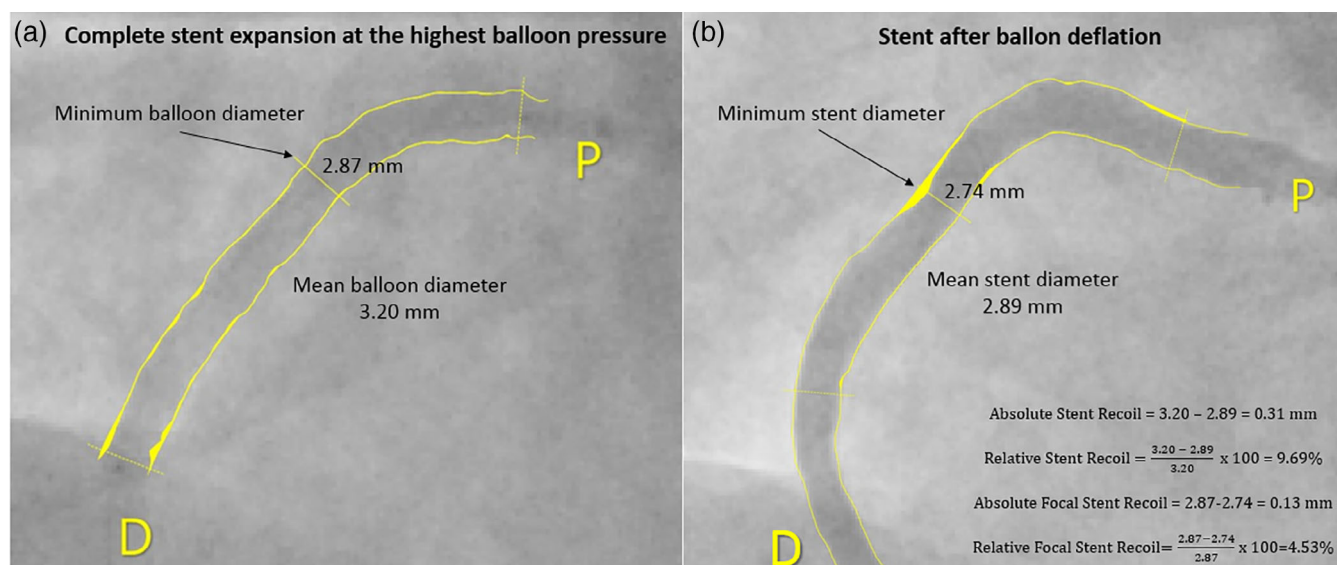 (a) Complete stent expansion at the highest balloon pressure
Minimum balloon diameter
2.87 mm
P
Mean balloon diameter
3.20 mm
D
(b) Stent after ballon deflation
Minimum stent diameter
2.74 mm
P
Mean stent diameter
2.89 mm
D
Absolute Stent Recoil = 3.20 – 2.89 = 0.31 mm
Relative Stent Recoil = \frac{3.20 – 2.89}{3.20} x 100 = 9.69%
Absolute Focal Stent Recoil = 2.87-2.74 = 0.13 mm
Relative Focal Stent Recoil= \frac{2.87–2.74}{2.87} x 100=4.53%